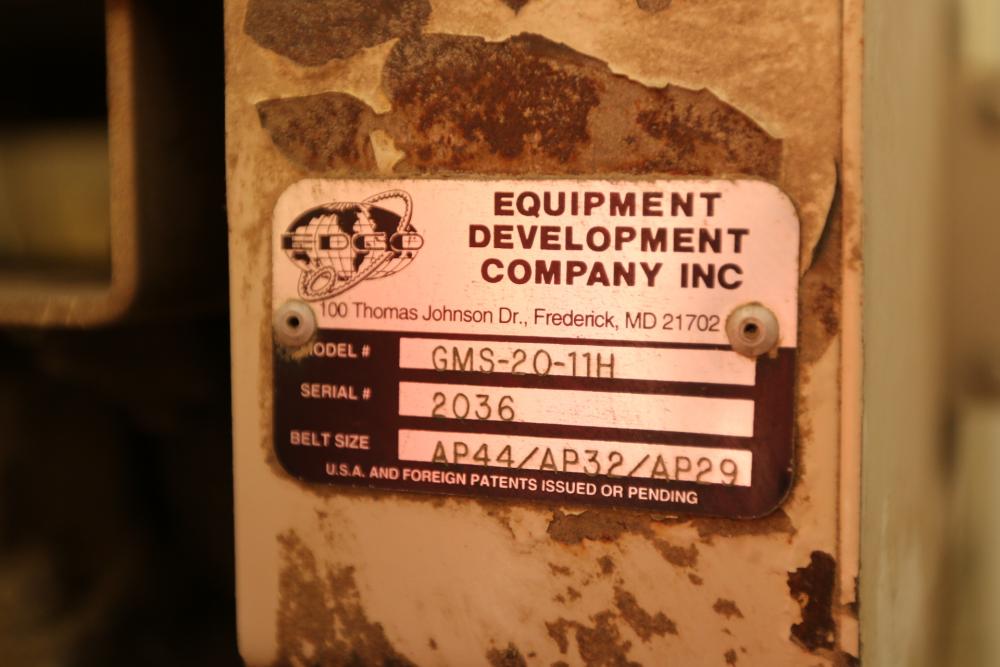 EDCO
EQUIPMENT
DEVELOPMENT
COMPANY INC
100 Thomas Johnson Dr., Frederick, MD 21702
MODEL # GMS-20-11H
SERIAL # 2036
BELT SIZE AP44/AP32/AP29
U.S.A. AND FOREIGN PATENTS ISSUED OR PENDING